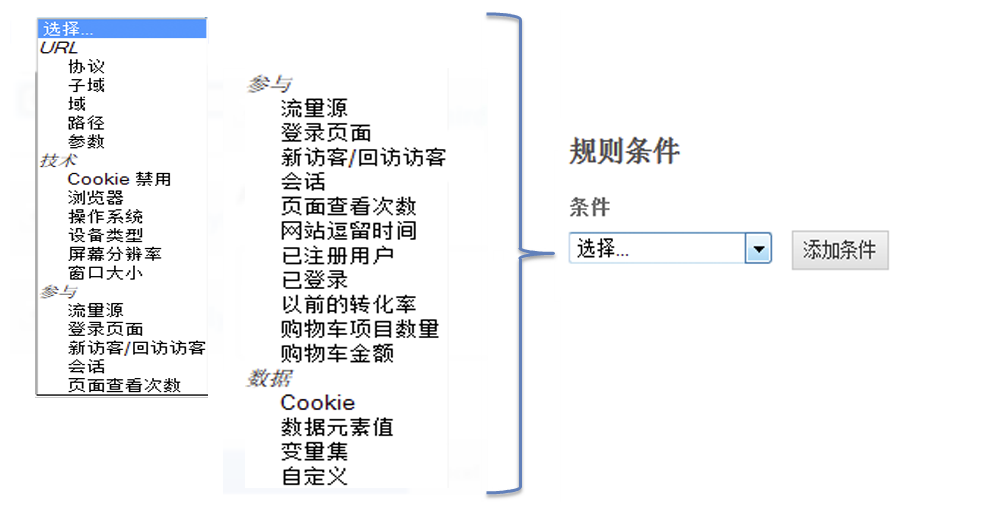 选择...
URL
协议
子域
域
路径
参数
技术
Cookie 禁用
浏览器
操作系统
设备类型
屏幕分辨率
窗口大小
参与
流量源
登录页面
新访客/回访访客
会话
页面查看次数
参与
流量源
登录页面
新访客/回访访客
会话
页面查看次数
网站逗留时间
已注册用户
已登录
以前的转化率
购物车项目数量
购物车金额
数据
Cookie
数据元素值
变量集
自定义
规则条件
条件
选择...
添加条件